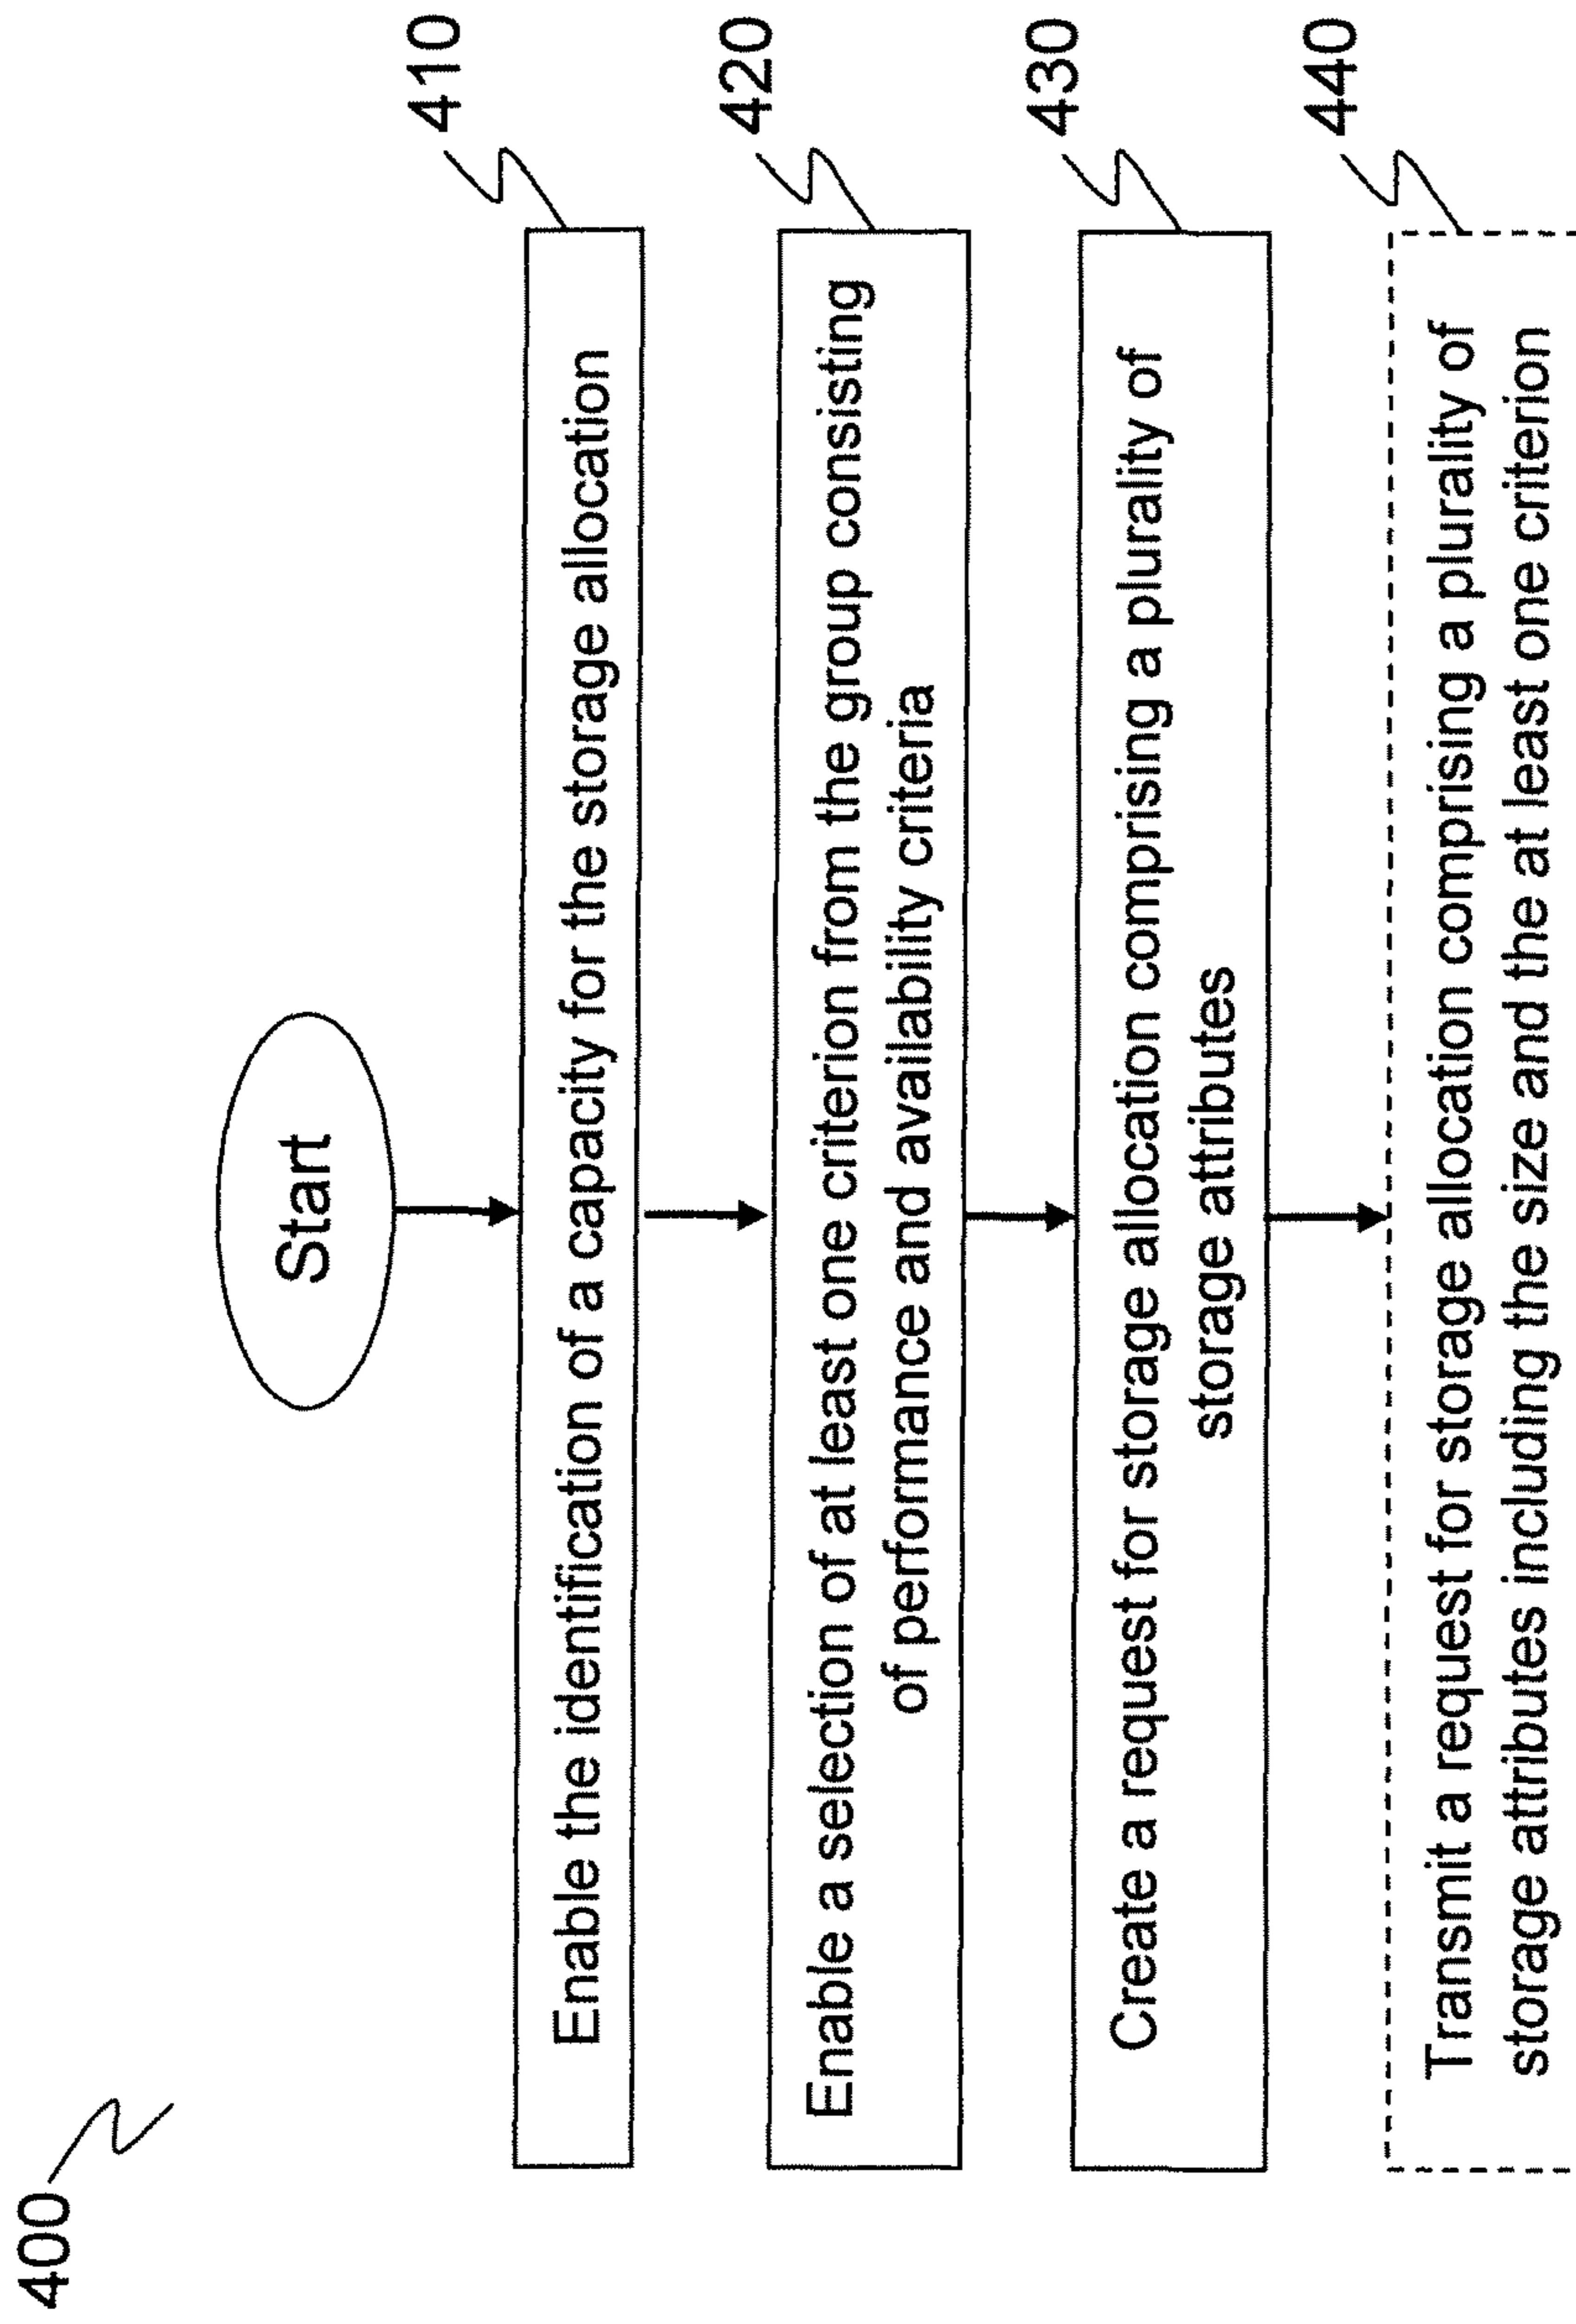 400
Start
410
Enable the identification of a capacity for the storage allocation
420
Enable a selection of at least one criterion from the group consisting
of performance and availability criteria
430
Create a request for storage allocation comprising a plurality of
storage attributes
440
Transmit a request for storage allocation comprising a plurality of
storage attributes including the size and the at least one criterion